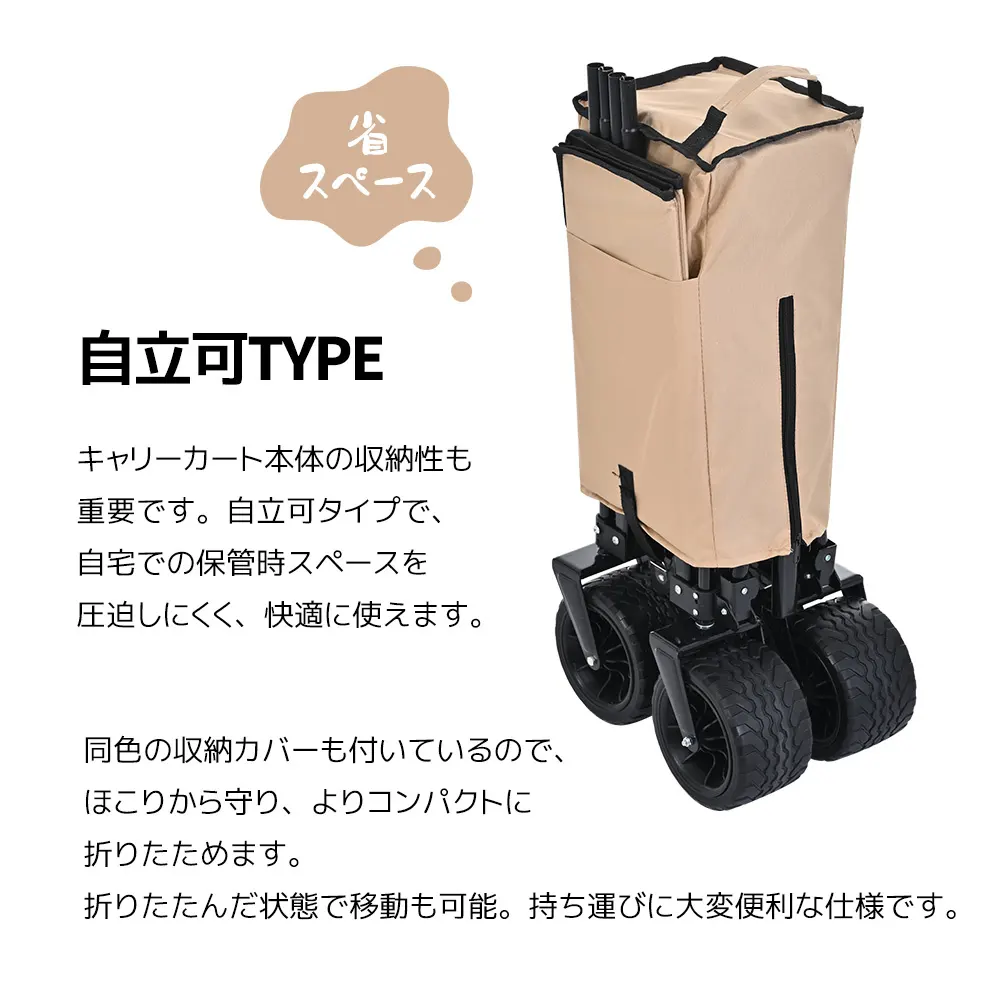 省
スペース
自立可TYPE
キャリーカート本体の収納性も
重要です。自立可タイプで、
自宅での保管時スペースを
圧迫しにくく、快適に使えます。
同色の収納カバーも付いているので、
ほこりから守り、よりコンパクトに
折りたためます。
折りたたんだ状態で移動も可能。持ち運びに大変便利な仕様です。